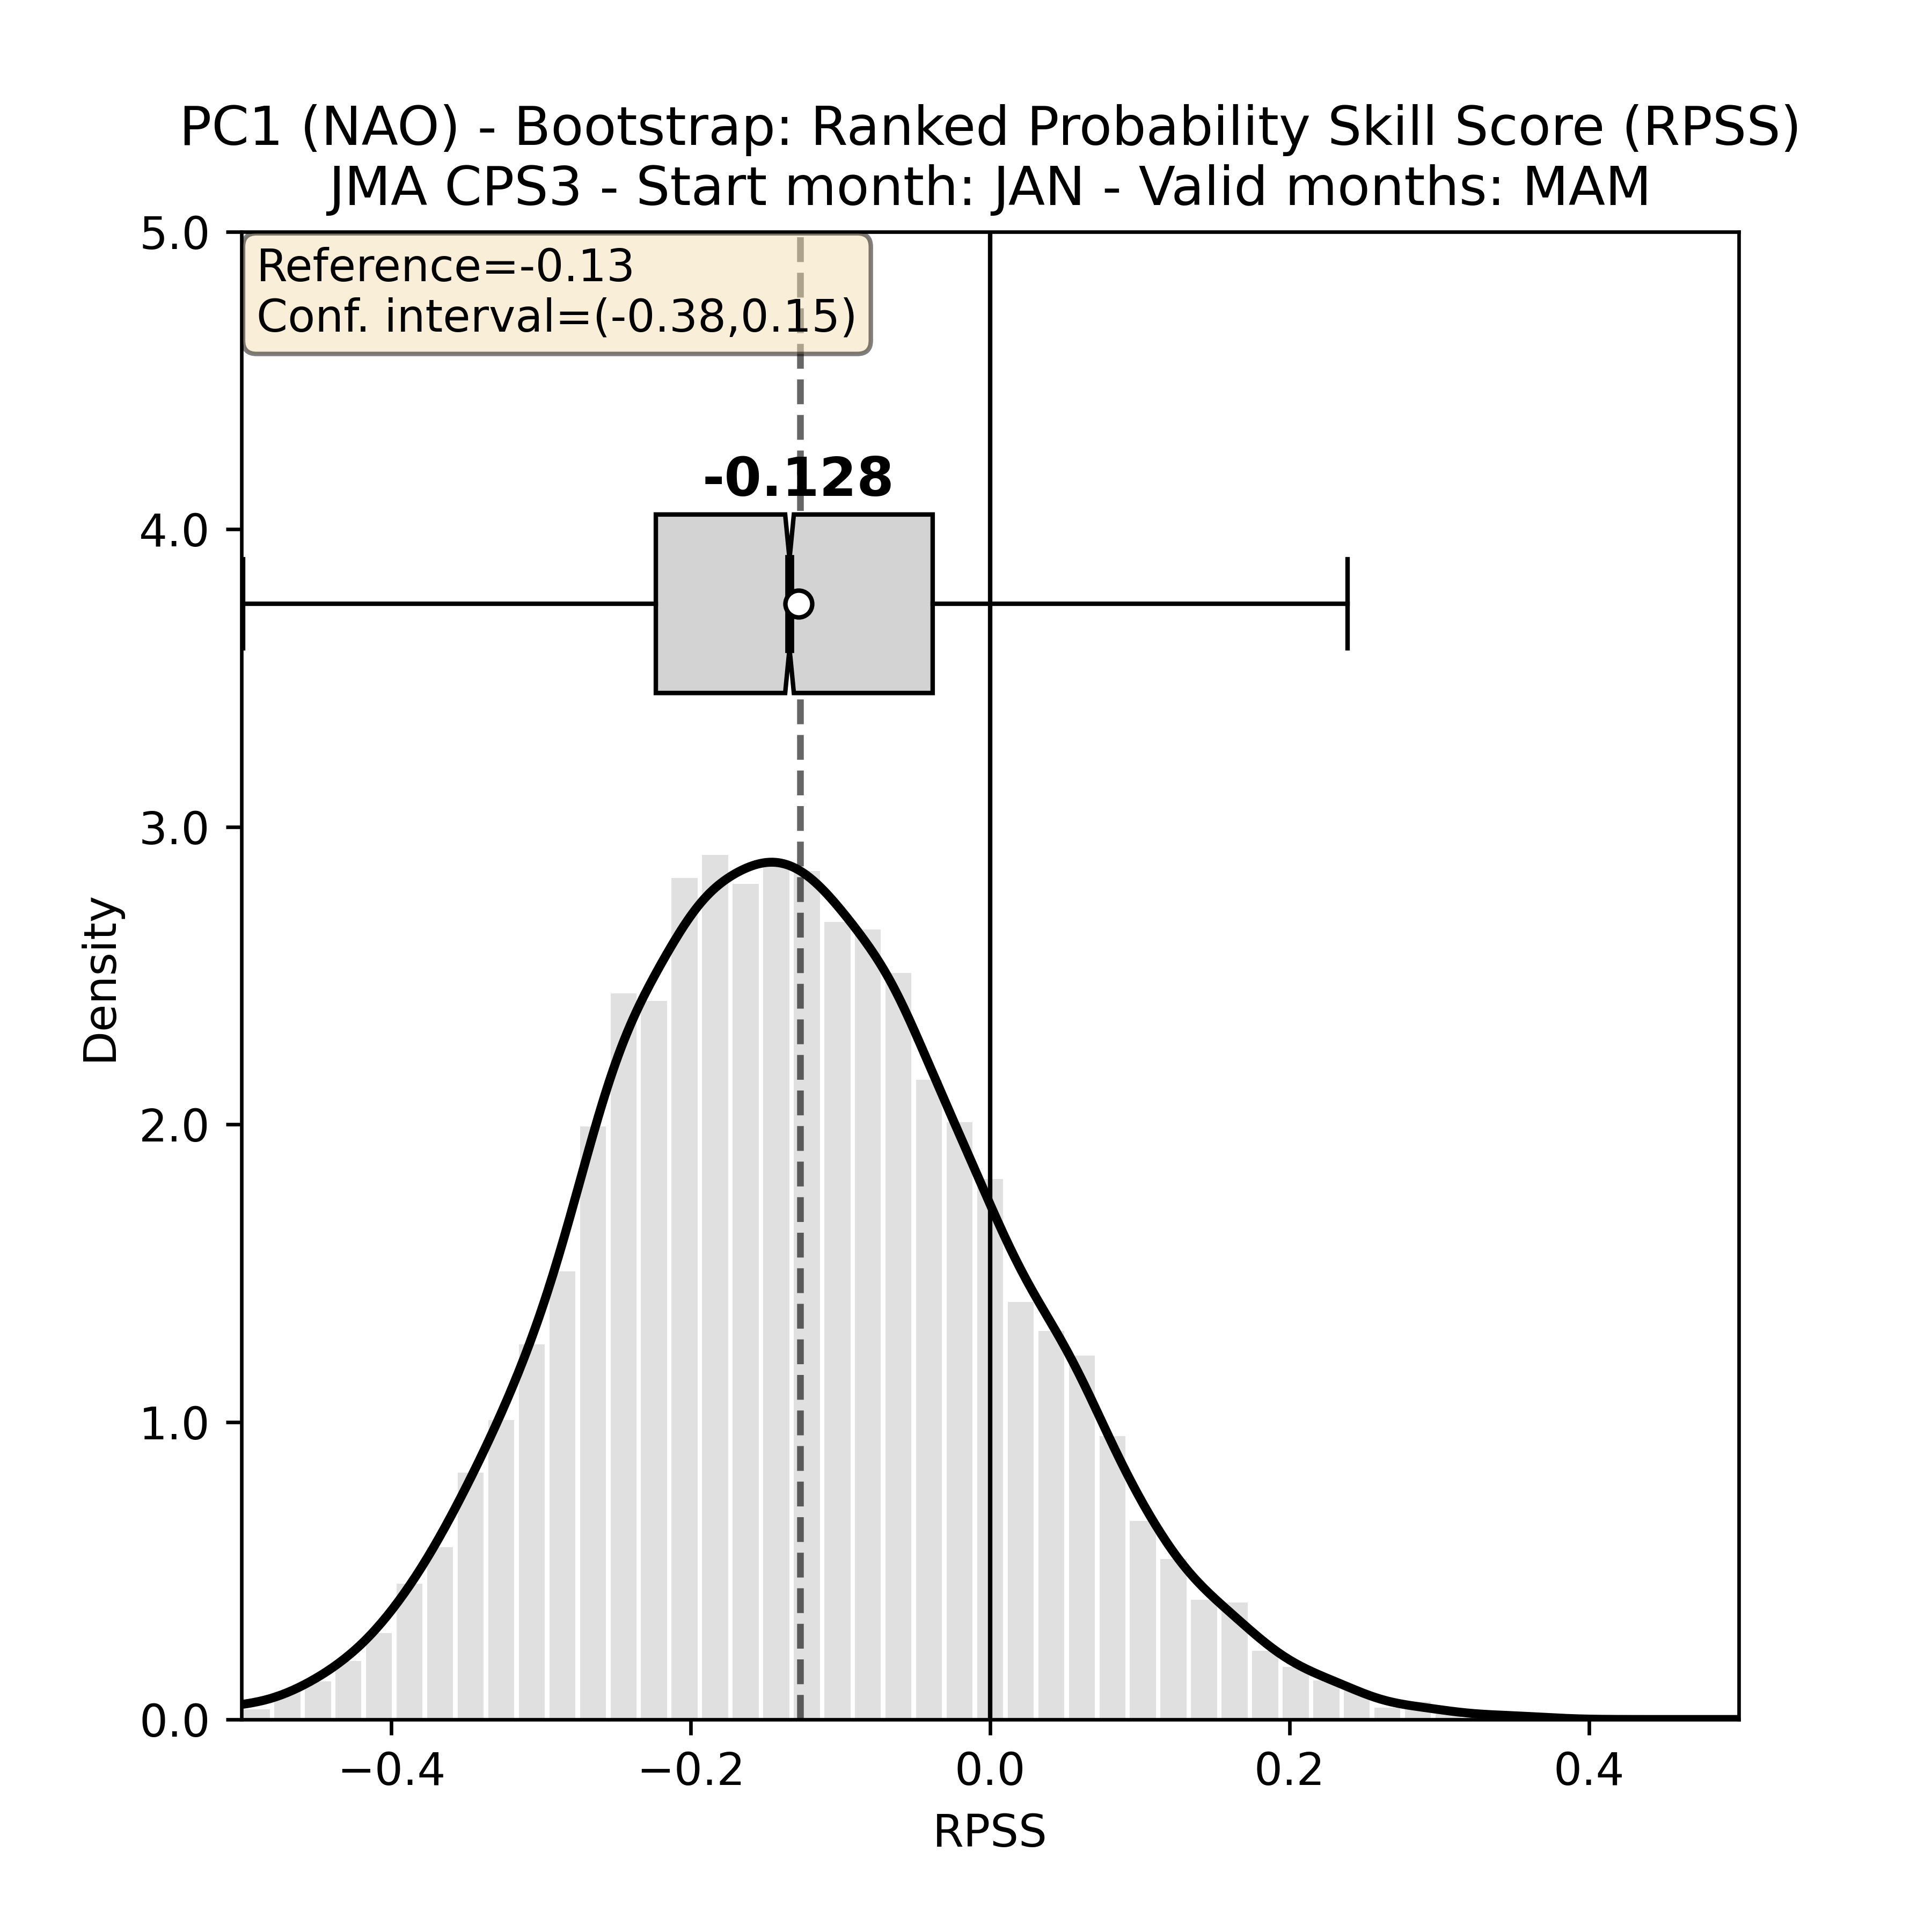 PC1 (NAO) - Bootstrap: Ranked Probability Skill Score (RPSS)
JMA CPS3 - Start month: JAN - Valid months: MAM
5.0
Reference=-0.13
Conf. interval=(-0.38,0.15)
-0.128
4.0
3.0
Density
2.0
1.0
0.0
−0.4
−0.2
0.0
0.2
0.4
RPSS